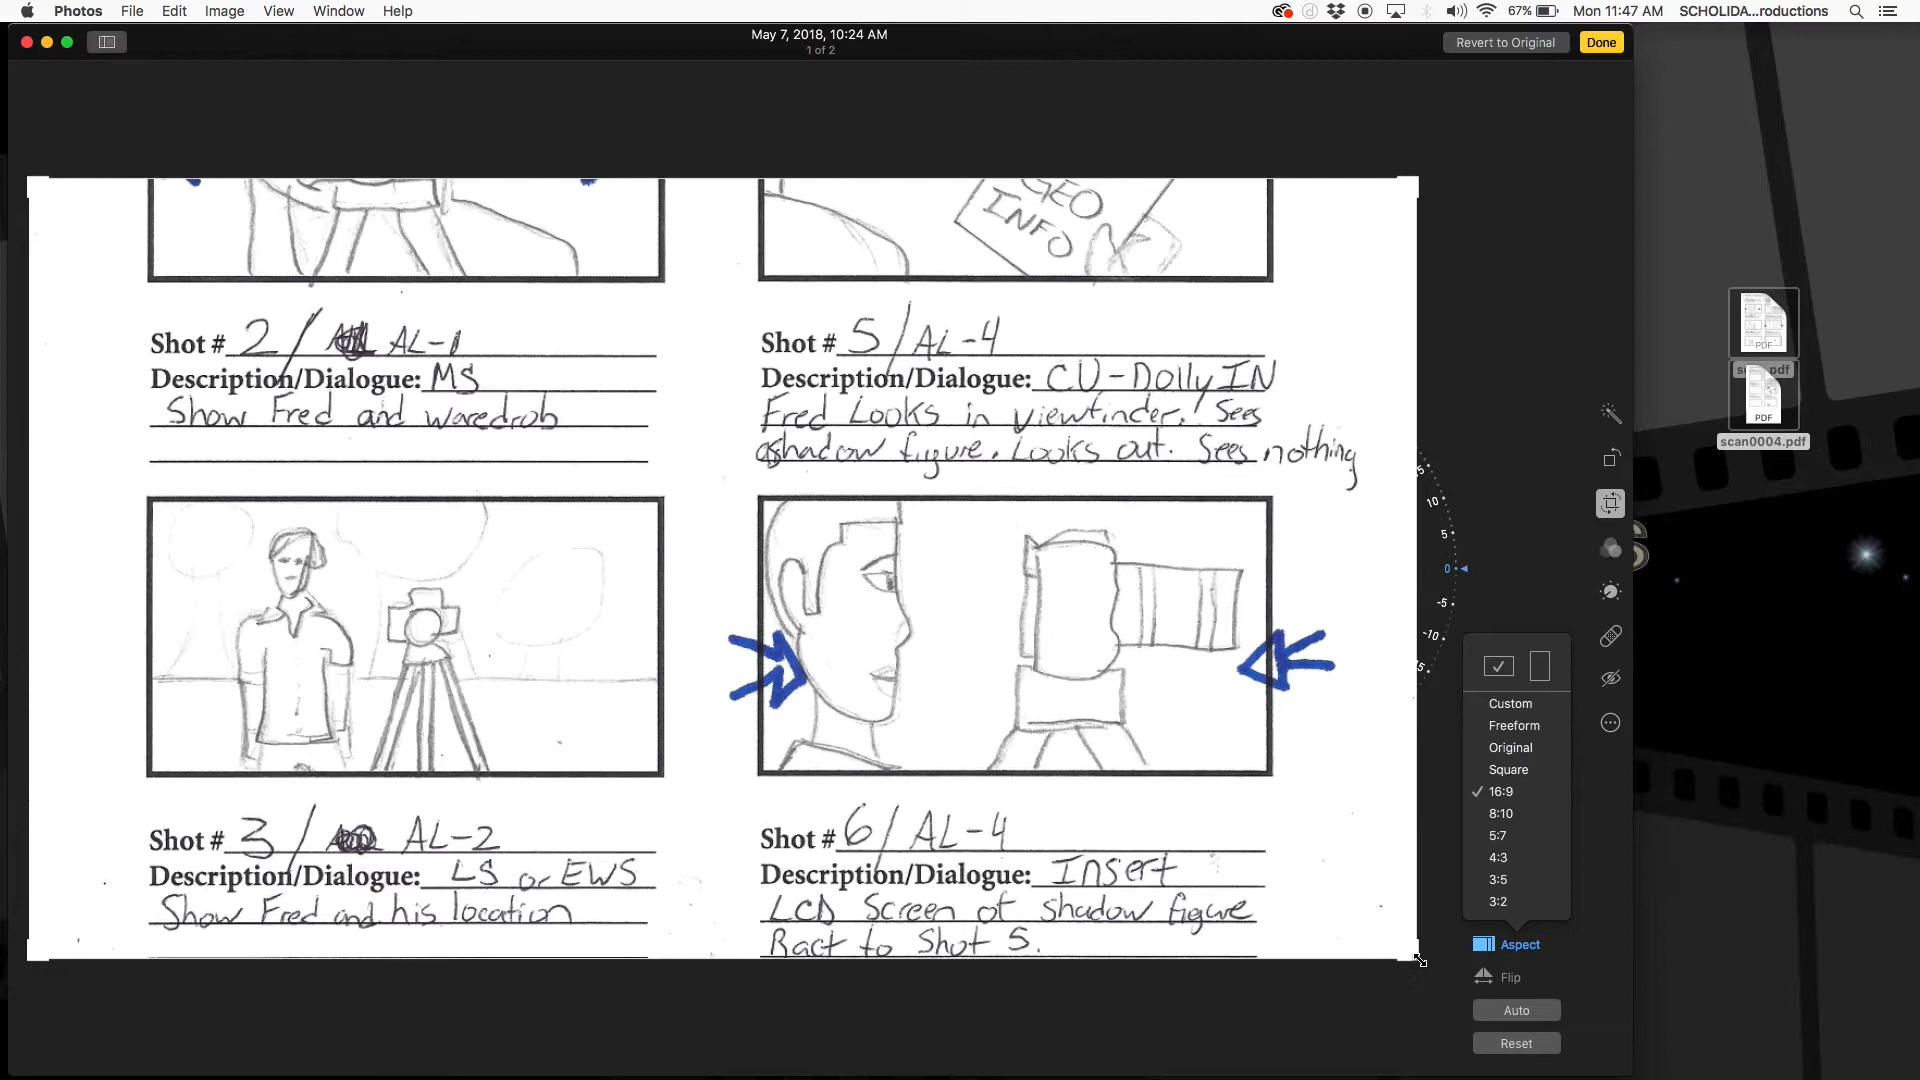 Photos File Edit Image View Window Help
67% Mon 11:47 AM SCHOLIDA...roductions
May 7, 2018, 10:24 AM
1 of 2
Revert to Original Done
GEO
INFO
Shot # 2 / AL-1
Description/Dialogue: MS
Show Fred and waredrob
Shot # 5 / AL-4
Description/Dialogue: CU-Dolly IN
Fred Looks in viewfinder. Sees
shadow figure. Looks out. Sees nothing
Shot # 3 / AL-2
Description/Dialogue: LS or EWS
Show Fred and his location
Shot # 6 / AL-4
Description/Dialogue: Insert
LCD Screen of shadow figure
Ract to Shot 5.
10
5
0
-5
-10
Custom
Freeform
Original
Square
16:9
8:10
5:7
4:3
3:5
3:2
Aspect
Flip
Auto
Reset
PDF
PDF
scan0004.pdf